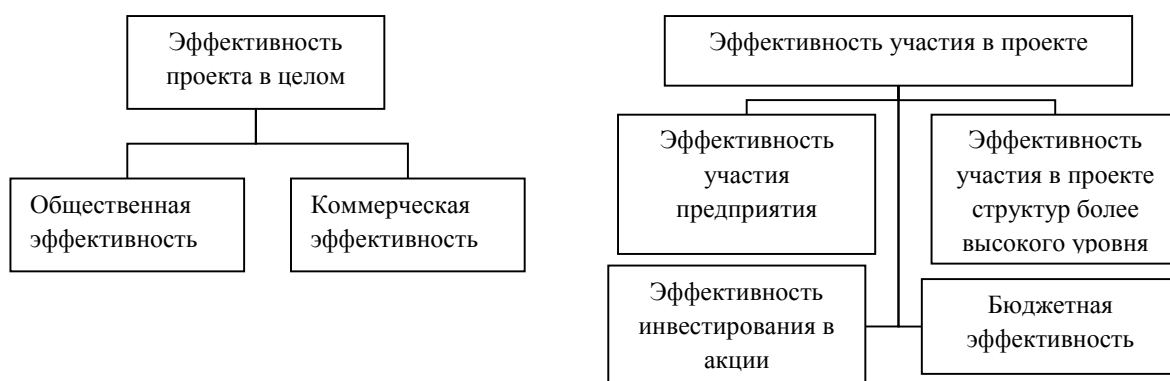 Эффективность
проекта в целом
Общественная
эффективность
Коммерческая
эффективность
Эффективность участия в проекте
Эффективность
участия
предприятия
Эффективность
участия в проекте
структур более
высокого уровня
Эффективность
инвестирования в
акции
Бюджетная
эффективность